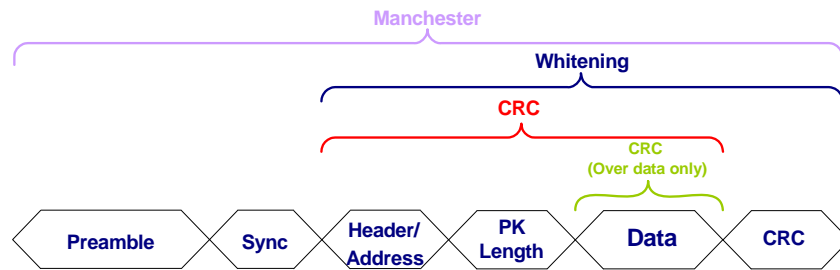 Manchester
Whitening
CRC
CRC
(Over data only)
Preamble
Sync
Header/
Address
PK
Length
Data
CRC